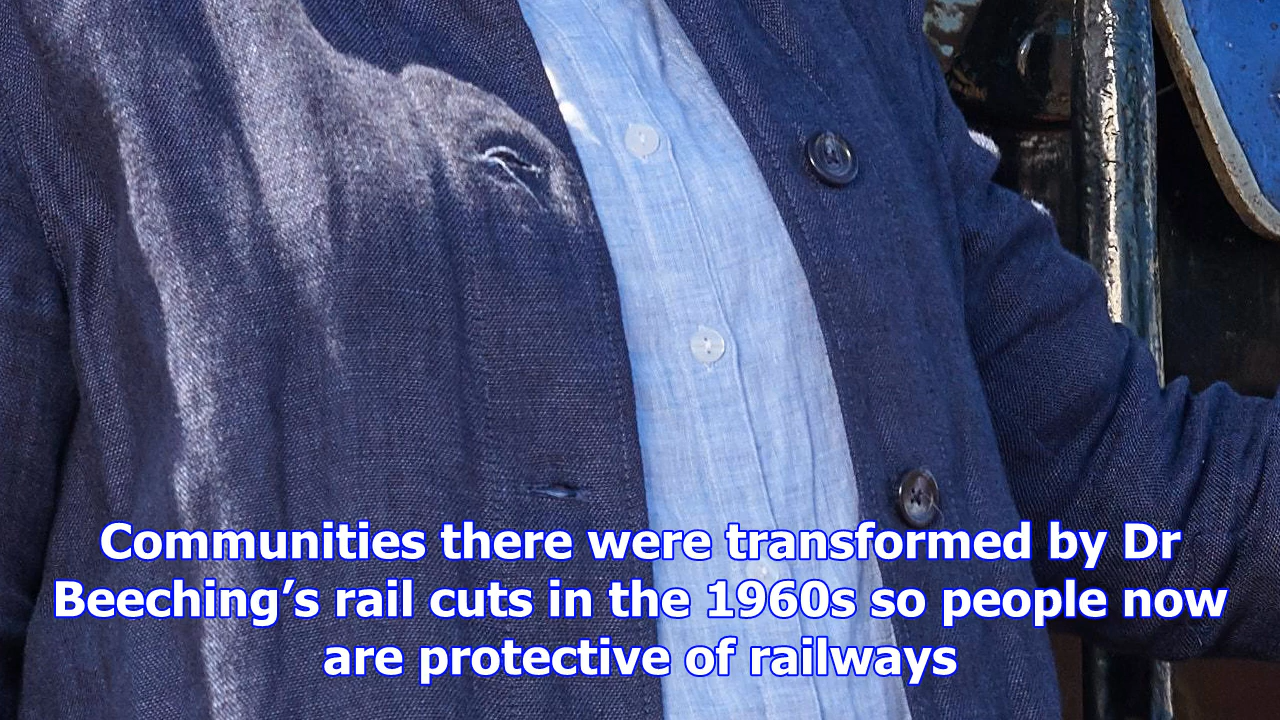 Communities there were transformed by Dr
Beeching’s rail cuts in the 1960s so people now
are protective of railways